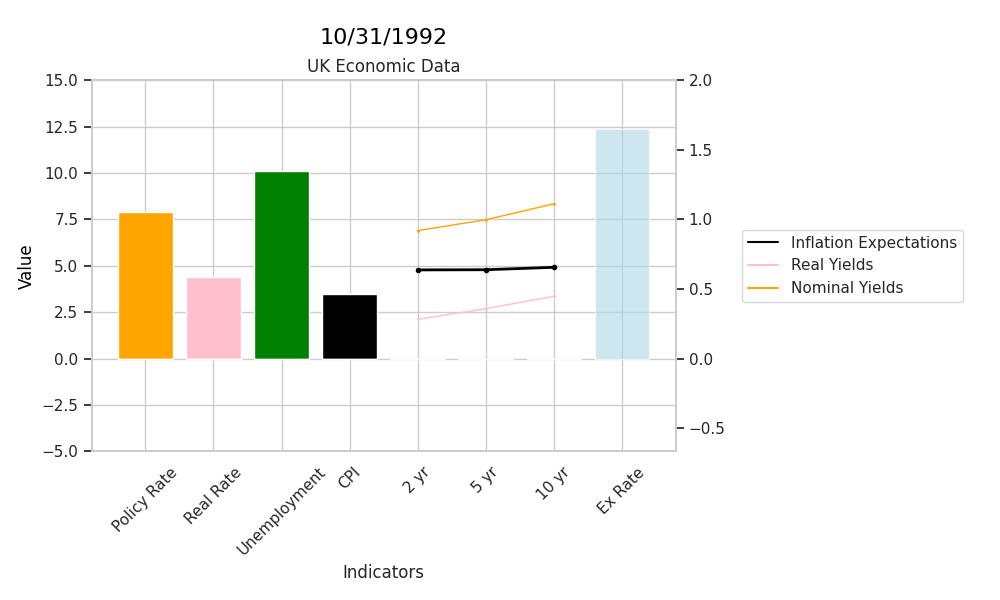 10/31/1992
UK Economic Data
15.0
12.5
10.0
7.5
5.0
2.5
0.0
−2.5
−5.0
Value
2.0
1.5
1.0
0.5
0.0
−0.5
Inflation Expectations
Real Yields
Nominal Yields
Policy Rate
Real Rate
Unemployment
CPI
2 yr
5 yr
10 yr
Ex Rate
Indicators